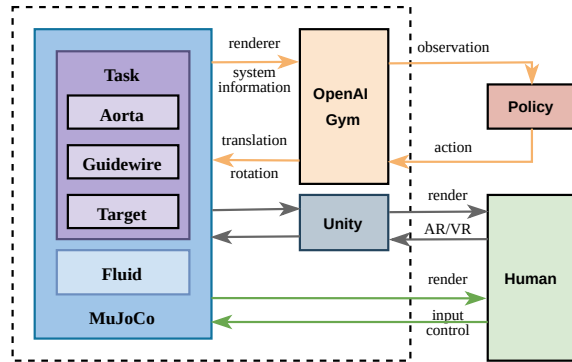 Task
Aorta
Guidewire
Target
Fluid
MuJoCo
renderer
system
information
translation
rotation
OpenAI
Gym
Unity
observation
action
Policy
render
AR/VR
render
input
control
Human